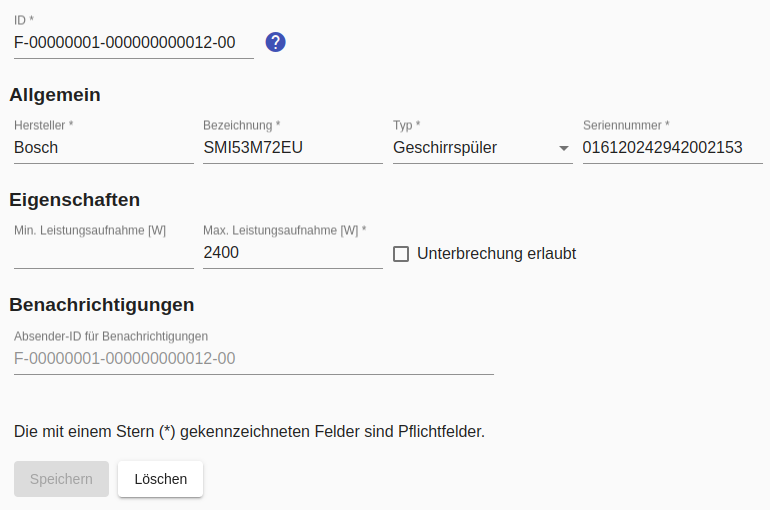 ID *
F-00000001-000000000012-00 ?
Allgemein
Hersteller * Bezeichnung * Typ * Seriennummer *
Bosch SMI53M72EU Geschirrspüler 016120242942002153
Eigenschaften
Min. Leistungsaufnahme [W] Max. Leistungsaufnahme [W] *
2400 Unterbrechung erlaubt
Benachrichtigungen
Absender-ID für Benachrichtigungen
F-00000001-000000000012-00
Die mit einem Stern (*) gekennzeichneten Felder sind Pflichtfelder.
Speichern Löschen